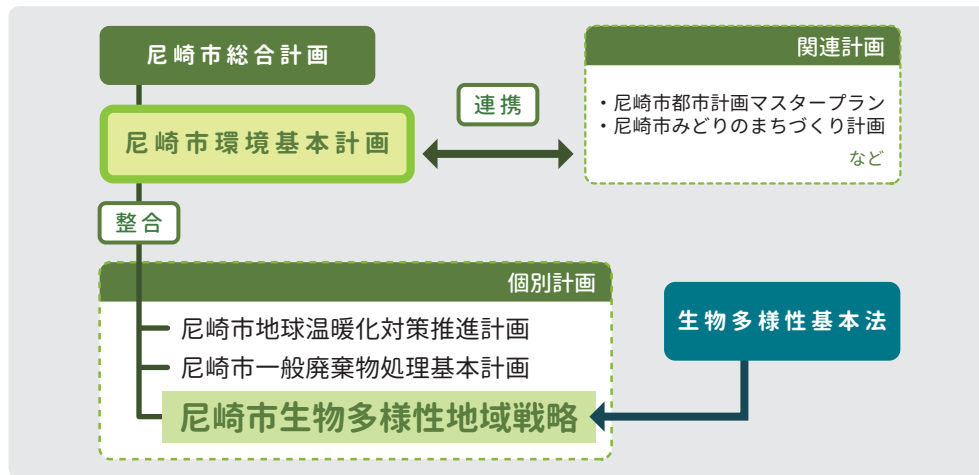 尼崎市総合計画
関連計画
・尼崎市都市計画マスタープラン
・尼崎市みどりのまちづくり計画
など
連携
尼崎市環境基本計画
整合
個別計画
尼崎市地球温暖化対策推進計画
尼崎市一般廃棄物処理基本計画
尼崎市生物多様性地域戦略
生物多様性基本法